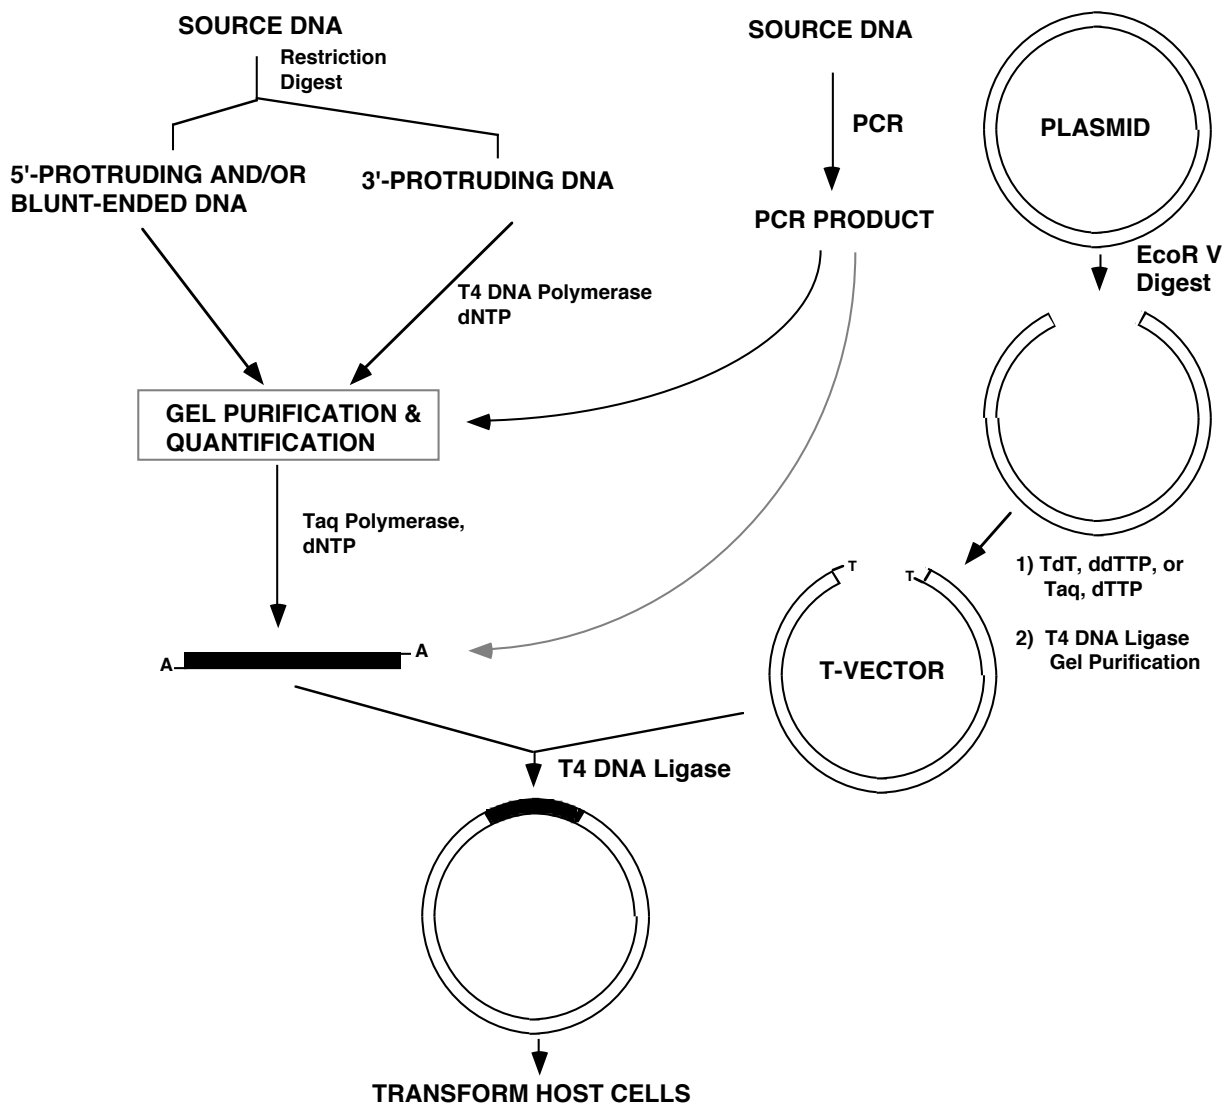 SOURCE DNA
Restriction
Digest
5'-PROTRUDING AND/OR
BLUNT-ENDED DNA
3'-PROTRUDING DNA
T4 DNA Polymerase
dNTP
GEL PURIFICATION &
QUANTIFICATION
Taq Polymerase,
dNTP
A
A
SOURCE DNA
PCR
PCR PRODUCT
PLASMID
EcoR V
Digest
1) TdT, ddTTP, or
Taq, dTTP
2) T4 DNA Ligase
Gel Purification
T
T
T-VECTOR
T4 DNA Ligase
TRANSFORM HOST CELLS